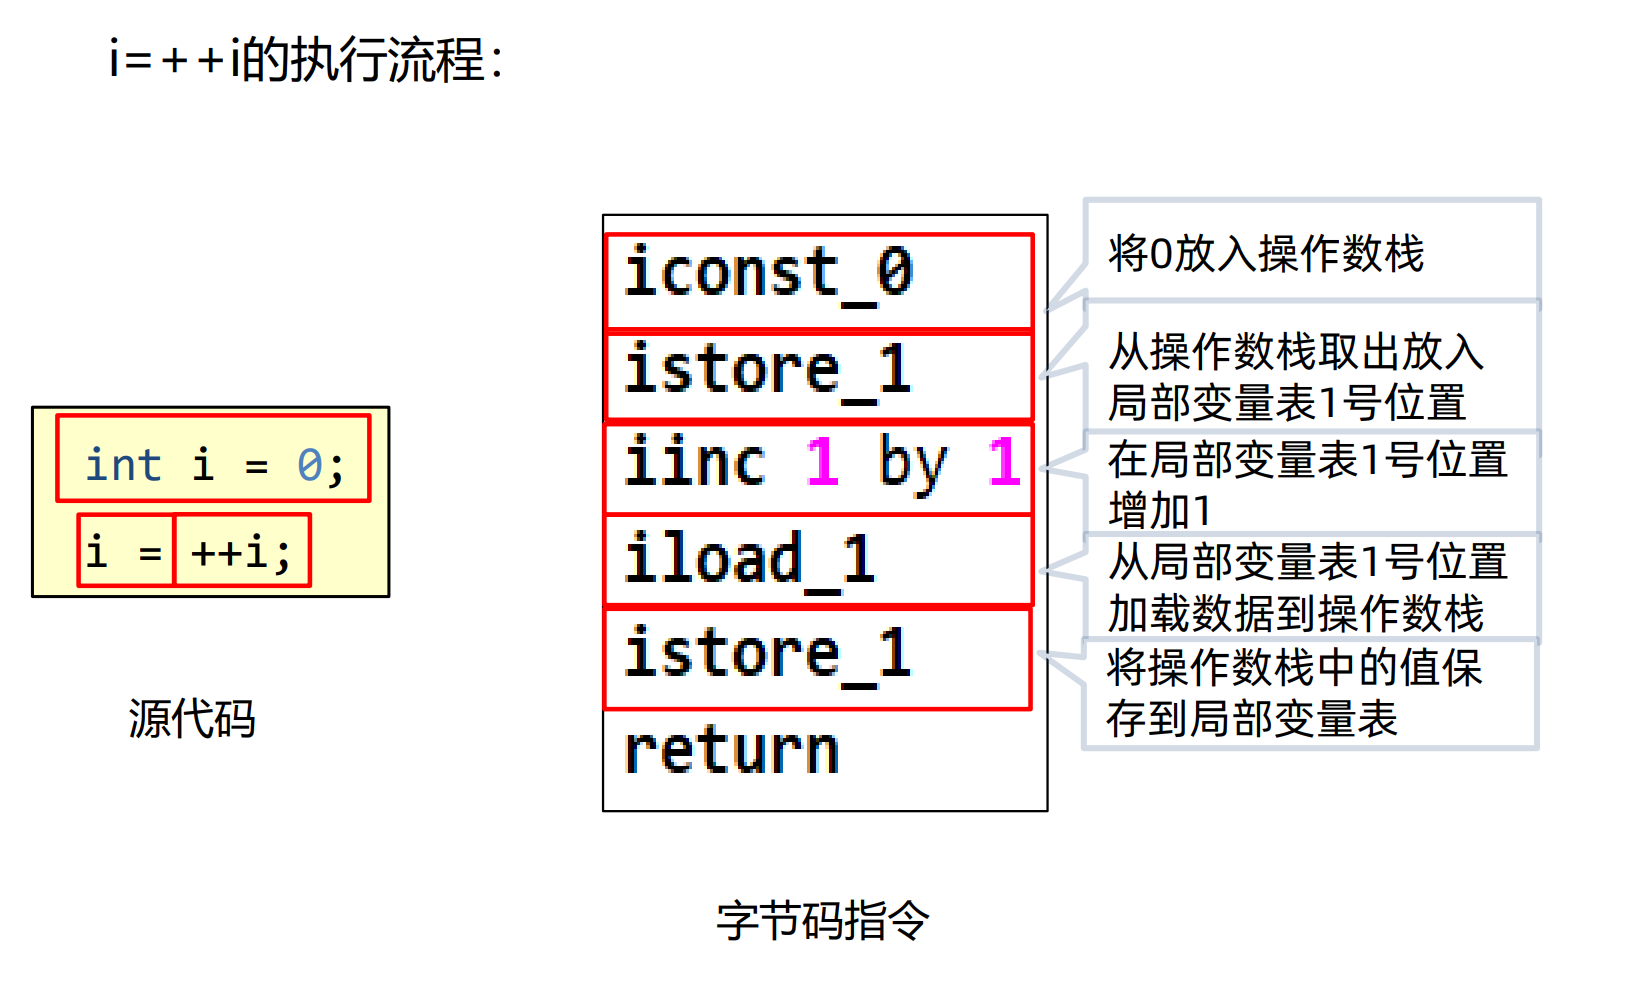 i=++i的执行流程：
int i = 0;
i = ++i;
源代码
iconst_0
istore_1
iinc 1 by 1
iload_1
istore_1
return
字节码指令
将0放入操作数栈
从操作数栈取出放入
局部变量表1号位置
在局部变量表1号位置
增加1
从局部变量表1号位置
加载数据到操作数栈
将操作数栈中的值保
存到局部变量表